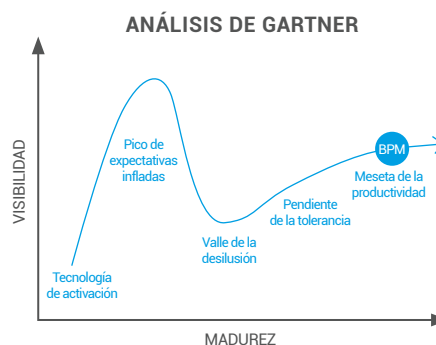 ANÁLISIS DE GARTNER
VISIBILIDAD
Pico de
expectativas
infladas
BPM
Meseta de la
productividad
Pendiente
de la tolerancia
Valle de la
desilusión
Tecnología
de activación
MADUREZ